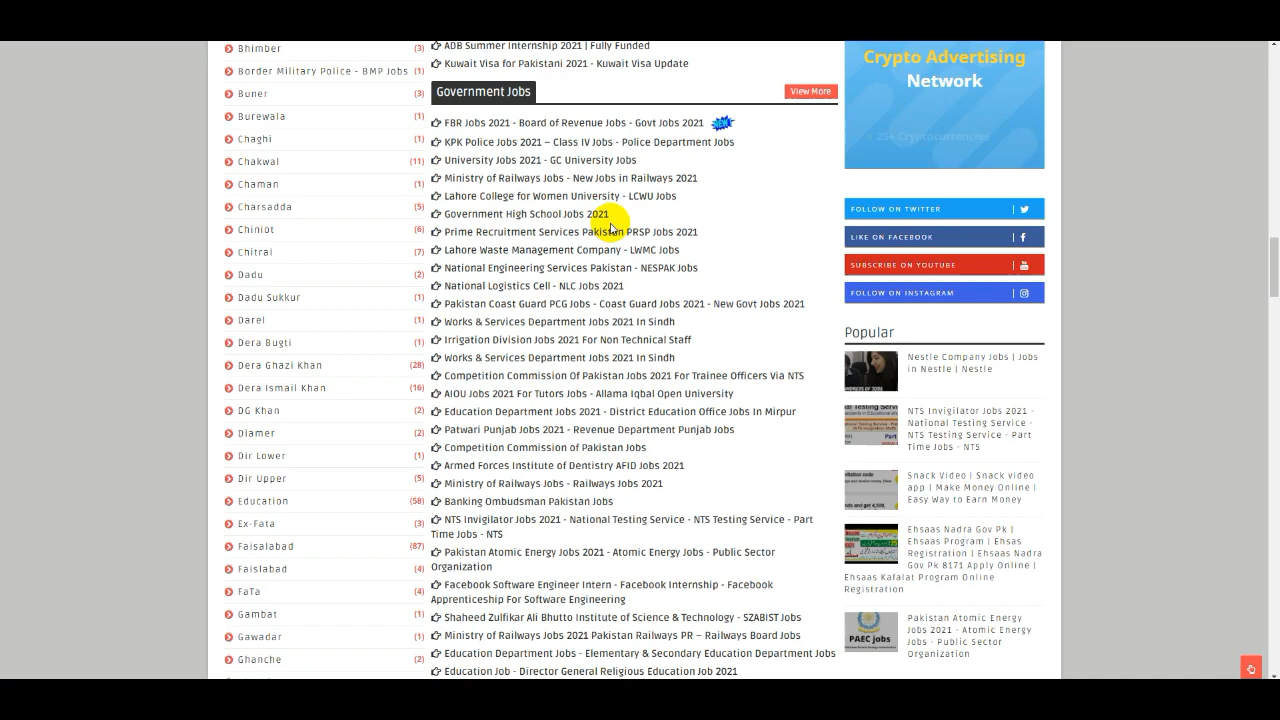 Bhimber (3)
Border Military Police - BMP Jobs (1)
Buner (3)
Burewala (1)
Chaghi (1)
Chakwal (11)
Chaman (1)
Charsadda (5)
Chiniot (6)
Chitral (7)
Dadu (2)
Dadu Sukkur (1)
Darel (1)
Dera Bugti (1)
Dera Ghazi Khan (28)
Dera Ismail Khan (16)
DG Khan (2)
Diamer (2)
Dir Lower (1)
Dir Upper (5)
Education (58)
Ex-Fata (3)
Faisalabad (87)
Faislabad (4)
FaTa (4)
Gambat (1)
Gawadar (1)
Ghanche (2)
ADB Summer Internship 2021 | Fully Funded
Kuwait Visa for Pakistani 2021 - Kuwait Visa Update
Government Jobs
View More
FBR Jobs 2021 - Board of Revenue Jobs - Govt Jobs 2021 NEW
KPK Police Jobs 2021 – Class IV Jobs - Police Department Jobs
University Jobs 2021 - GC University Jobs
Ministry of Railways Jobs - New Jobs in Railways 2021
Lahore College for Women University - LCWU Jobs
Government High School Jobs 2021
Prime Recruitment Services Pakistan PRSP Jobs 2021
Lahore Waste Management Company - LWMC Jobs
National Engineering Services Pakistan - NESPAK Jobs
National Logistics Cell - NLC Jobs 2021
Pakistan Coast Guard PCG Jobs - Coast Guard Jobs 2021 - New Govt Jobs 2021
Works & Services Department Jobs 2021 In Sindh
Irrigation Division Jobs 2021 For Non Technical Staff
Works & Services Department Jobs 2021 In Sindh
Competition Commission Of Pakistan Jobs 2021 For Trainee Officers Via NTS
AIOU Jobs 2021 For Tutors Jobs - Allama Iqbal Open University
Education Department Jobs 2021 - District Education Office Jobs In Mirpur
Patwari Punjab Jobs 2021 - Revenue Department Punjab Jobs
Competition Commission of Pakistan Jobs
Armed Forces Institute of Dentistry AFID Jobs 2021
Ministry of Railways Jobs - Railways Jobs 2021
Banking Ombudsman Pakistan Jobs
NTS Invigilator Jobs 2021 - National Testing Service - NTS Testing Service - Part
Time Jobs - NTS
Pakistan Atomic Energy Jobs 2021 - Atomic Energy Jobs - Public Sector
Organization
Facebook Software Engineer Intern - Facebook Internship - Facebook
Apprenticeship For Software Engineering
Shaheed Zulfikar Ali Bhutto Institute of Science & Technology - SZABIST Jobs
Ministry of Railways Jobs 2021 Pakistan Railways PR – Railways Board Jobs
Education Department Jobs - Elementary & Secondary Education Department Jobs
Education Job - Director General Religious Education Job 2021
Crypto Advertising
Network
25+ Cryptocurrencies
FOLLOW ON TWITTER
LIKE ON FACEBOOK
SUBSCRIBE ON YOUTUBE
FOLLOW ON INSTAGRAM
Popular
Nestle Company Jobs | Jobs
in Nestle | Nestle
NTS Invigilator Jobs 2021 -
National Testing Service -
NTS Testing Service - Part
Time Jobs - NTS
Snack Video | Snack video
app | Make Money Online |
Easy Way to Earn Money
Ehsaas Nadra Gov Pk |
Ehsaas Program | Ehsas
Registration | Ehsaas Nadra
Gov Pk 8171 Apply Online |
Ehsaas Kafalat Program Online
Registration
PAEC jobs
Pakistan Atomic Energy
Jobs 2021 - Atomic Energy
Jobs - Public Sector
Organization